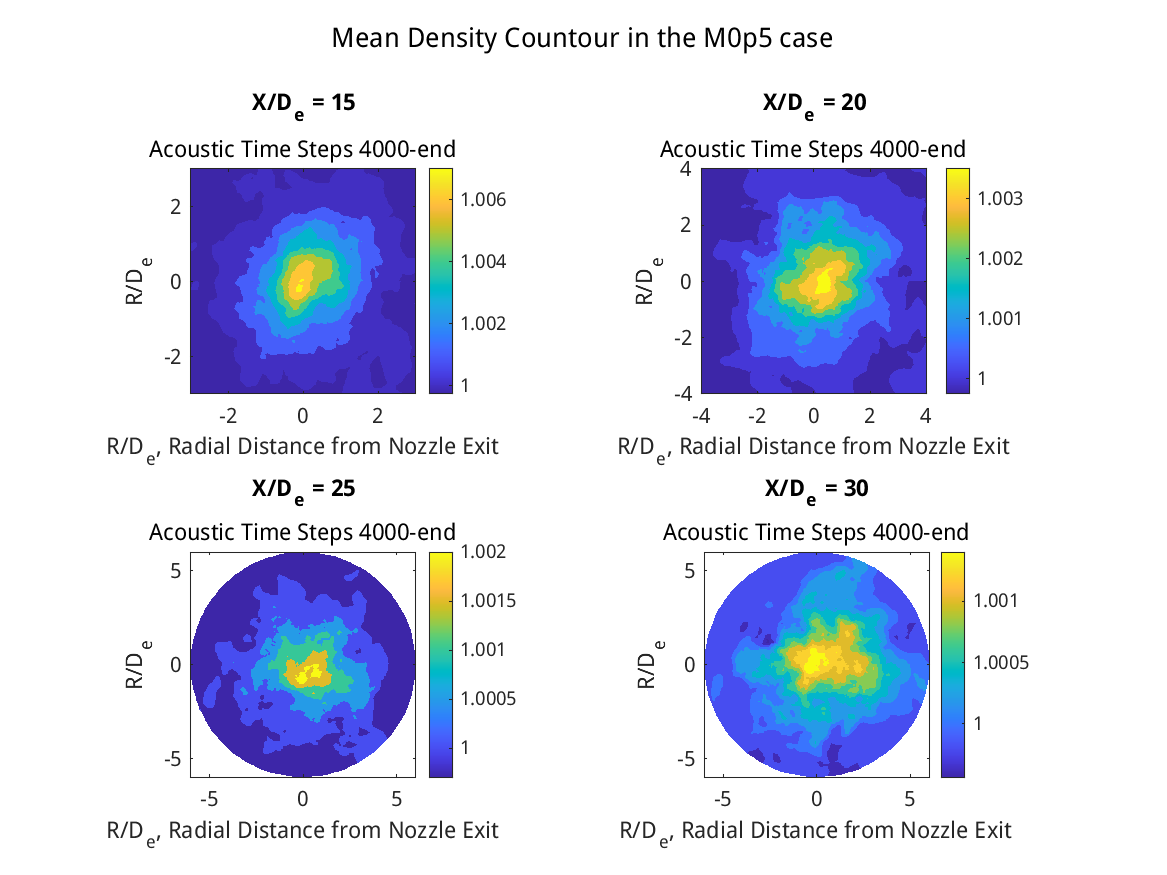 Mean Density Countour in the M0p5 case
X/De = 15
Acoustic Time Steps 4000-end
R/De
2
0
-2
-2
0
2
R/De, Radial Distance from Nozzle Exit
1.006
1.004
1.002
1
X/De = 20
Acoustic Time Steps 4000-end
R/De
4
2
0
-2
-4
-4
-2
0
2
4
R/De, Radial Distance from Nozzle Exit
1.003
1.002
1.001
1
X/De = 25
Acoustic Time Steps 4000-end
R/De
5
0
-5
-5
0
5
R/De, Radial Distance from Nozzle Exit
1.002
1.0015
1.001
1.0005
1
X/De = 30
Acoustic Time Steps 4000-end
R/De
5
0
-5
-5
0
5
R/De, Radial Distance from Nozzle Exit
1.001
1.0005
1